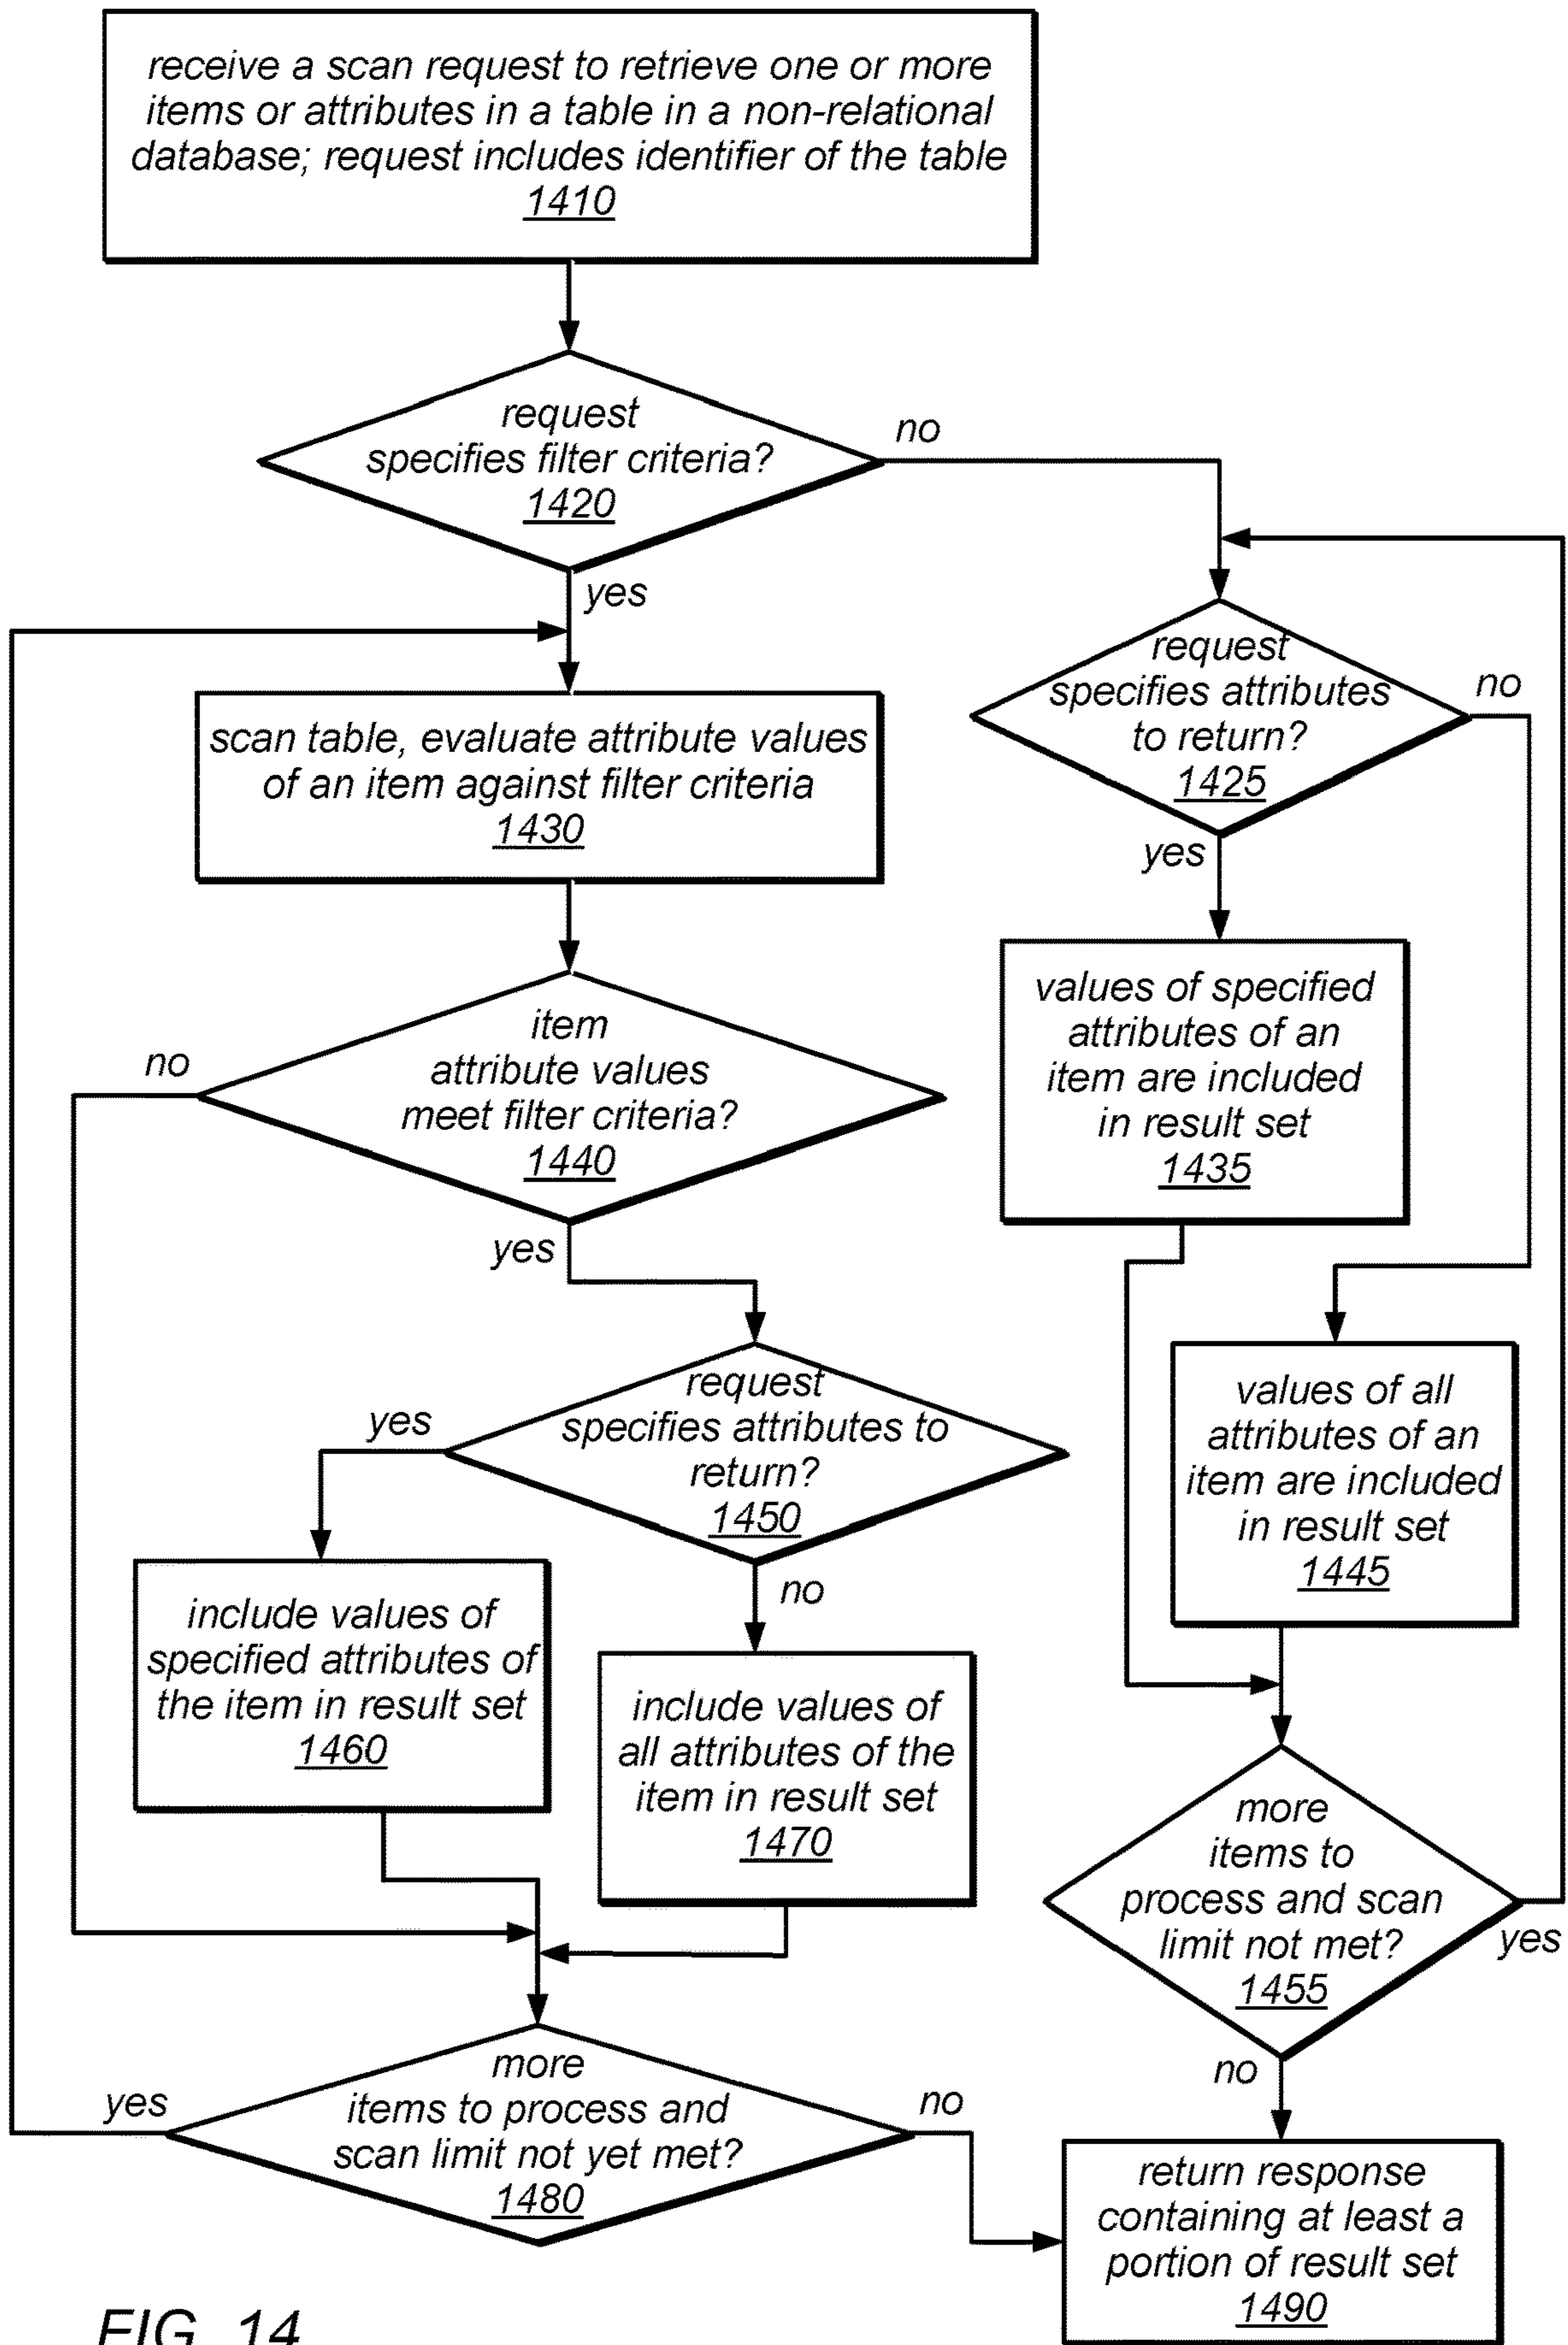 receive a scan request to retrieve one or more
items or attributes in a table in a non-relational
database; request includes identifier of the table
1410
request
specifies filter criteria?
1420
no
yes
scan table, evaluate attribute values
of an item against filter criteria
1430
request
specifies attributes
to return?
1425
no
yes
item
attribute values
meet filter criteria?
1440
no
yes
values of specified
attributes of an
item are included
in result set
1435
request
specifies attributes to
return?
1450
yes
no
values of all
attributes of an
item are included
in result set
1445
include values of
specified attributes of
the item in result set
1460
include values of
all attributes of the
item in result set
1470
more
items to
process and scan
limit not met?
1455
yes
no
more
items to process and
scan limit not yet met?
1480
yes
no
return response
containing at least a
portion of result set
1490
FIG. 14